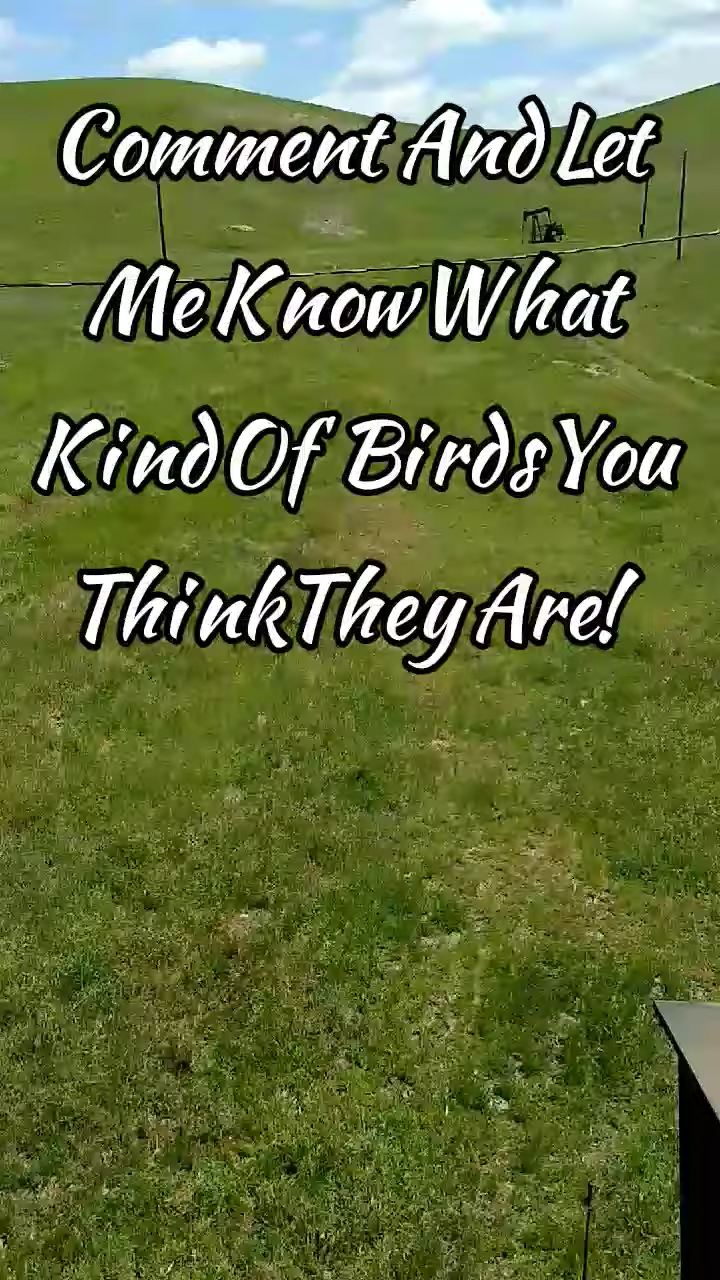 Comment And Let
Me Know What
Kind Of Birds You
Think They Are!